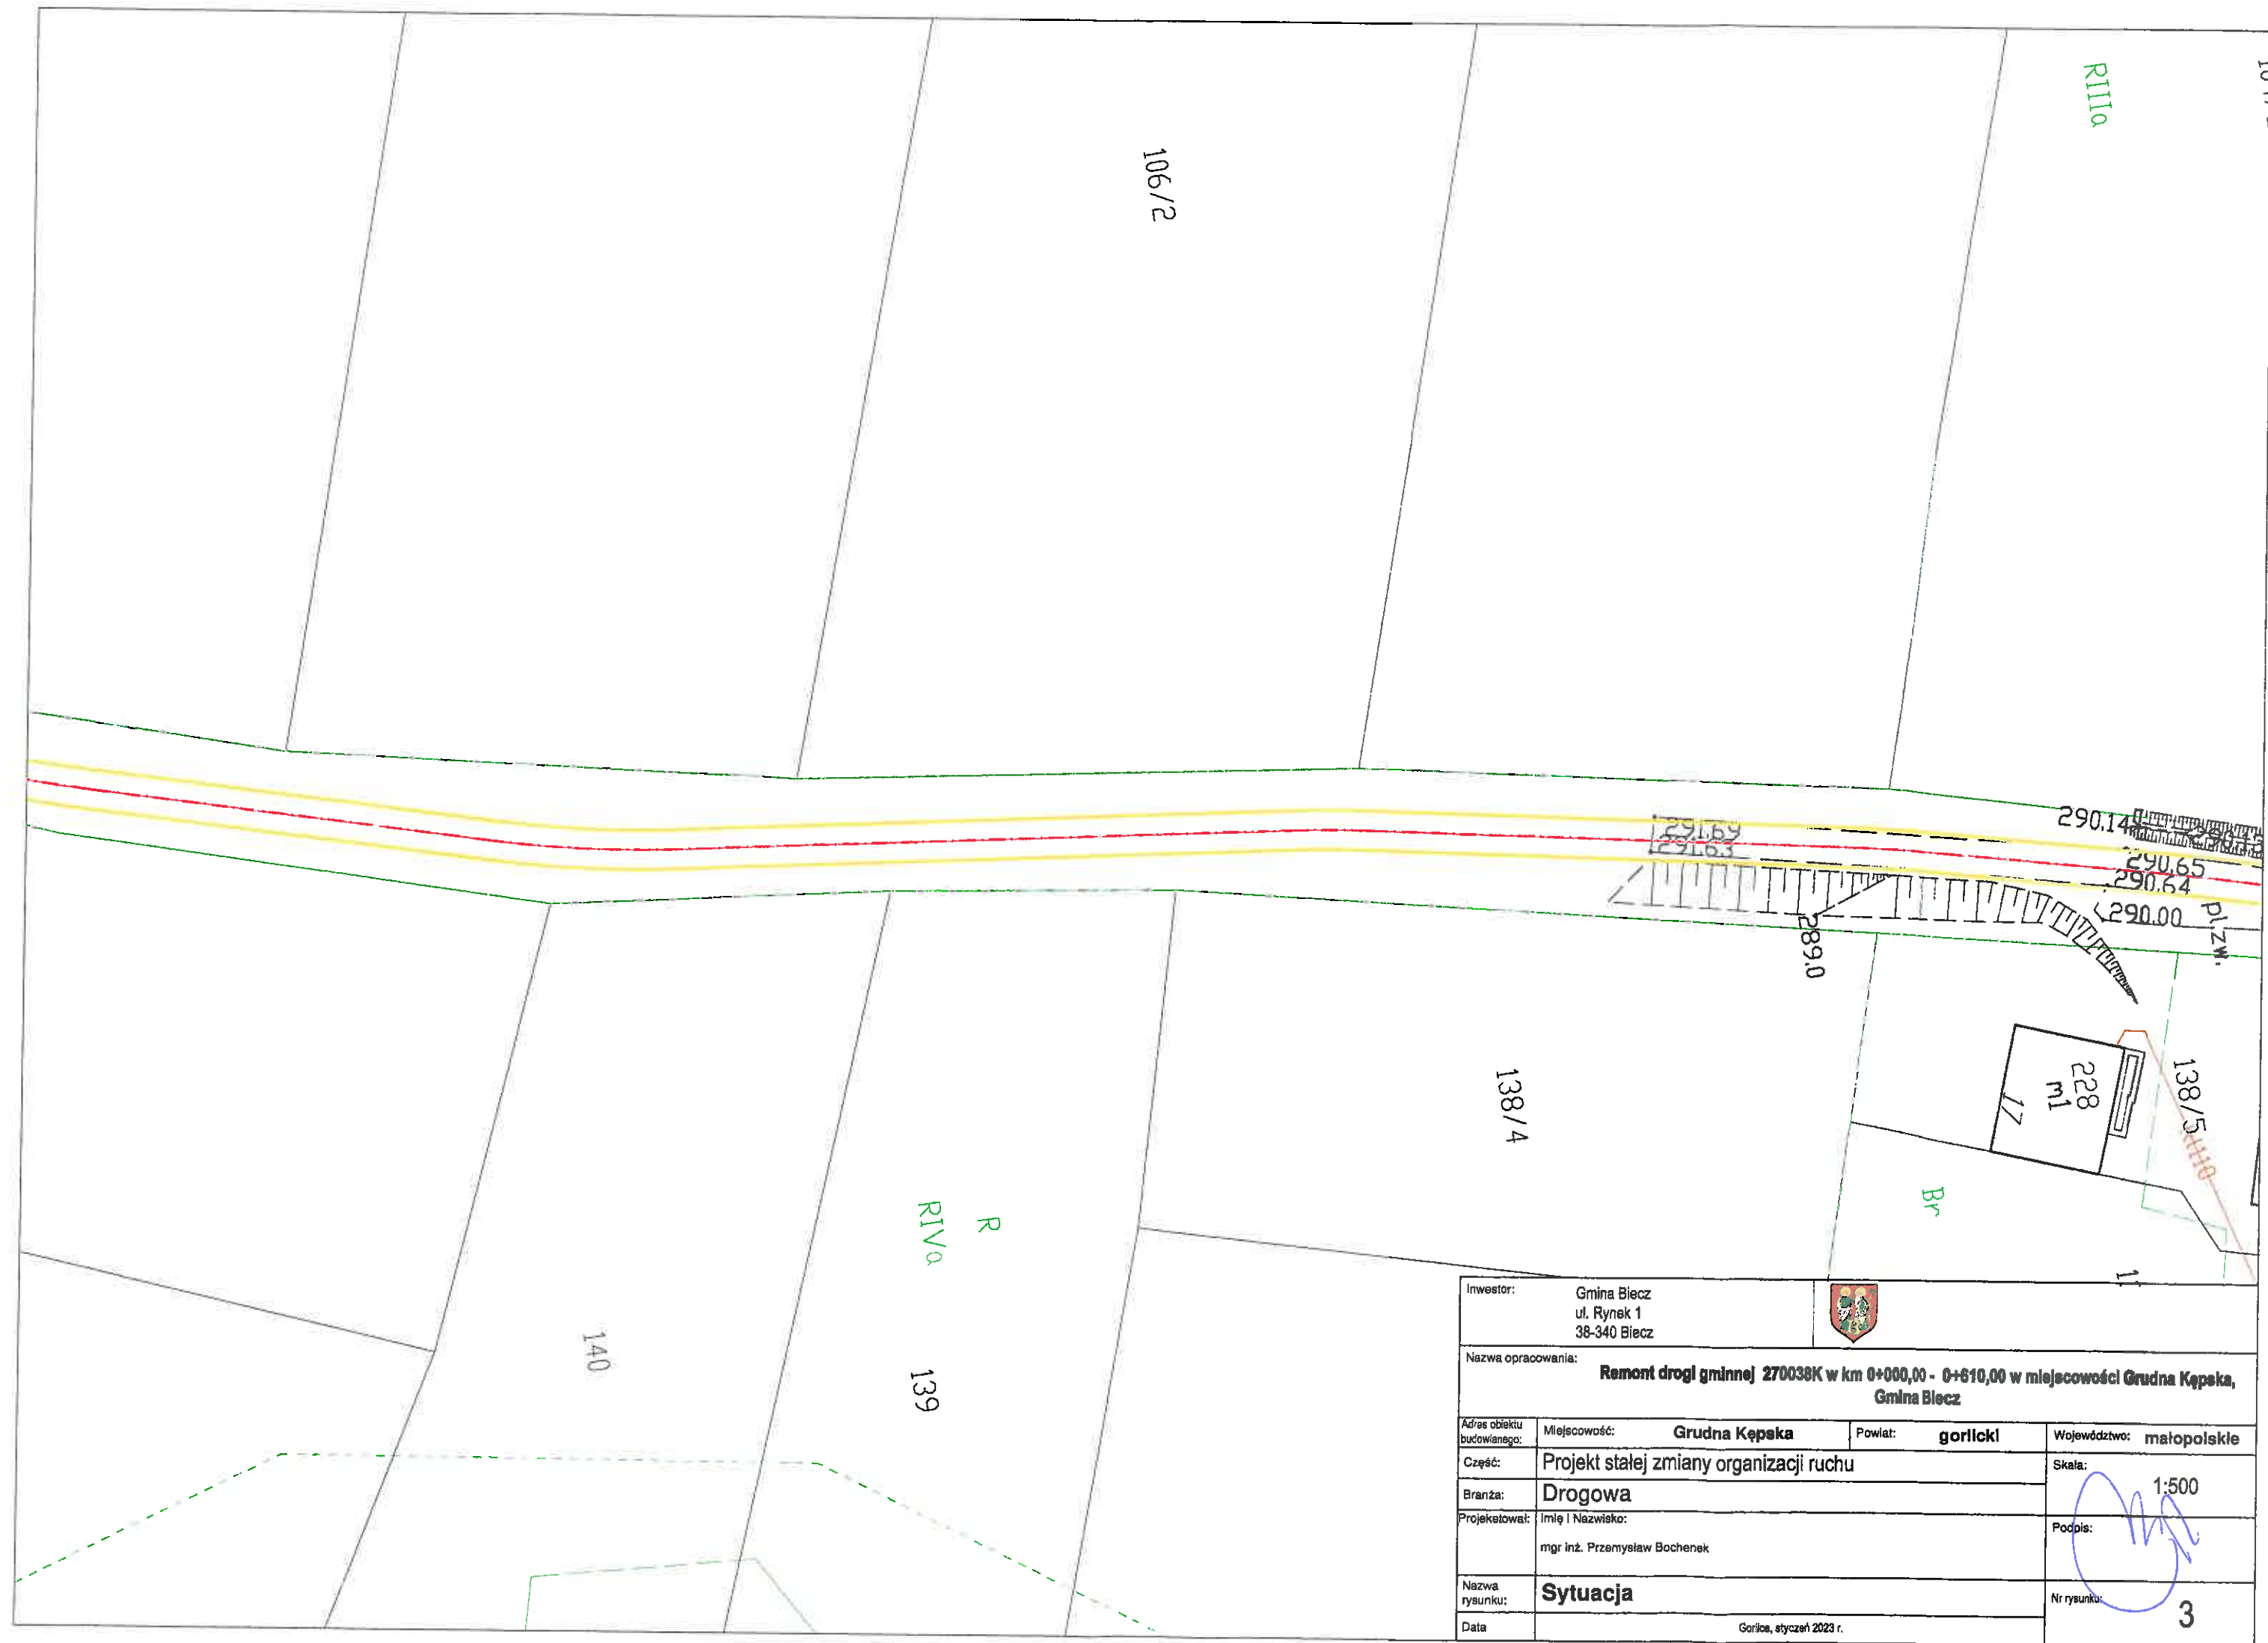 RIIIa
106/2
290.14
291.69
291.63
290.65
290.64
290.00
pl.zw.
289.0
138/4
228
m1
17
138/5
Br
R
RIVa
140
139
Inwestor:
Gmina Biecz
ul. Rynek 1
38-340 Biecz
Nazwa opracowania:
Remont drogi gminnej 270038K w km 0+000,00 - 0+610,00 w miejscowości Grudna Kępska,
Gmina Biecz
Adres obiektu
budowlanego:
Miejscowość: Grudna Kępska
Powiat: gorlicki
Województwo: małopolskie
Część: Projekt stałej zmiany organizacji ruchu
Skala:
1:500
Branża: Drogowa
Projeketował: Imię i Nazwisko:
mgr inż. Przemysław Bochenek
Podpis:
Nazwa
rysunku:
Sytuacja
Nr rysunku:
3
Data
Gorlice, styczeń 2023 r.